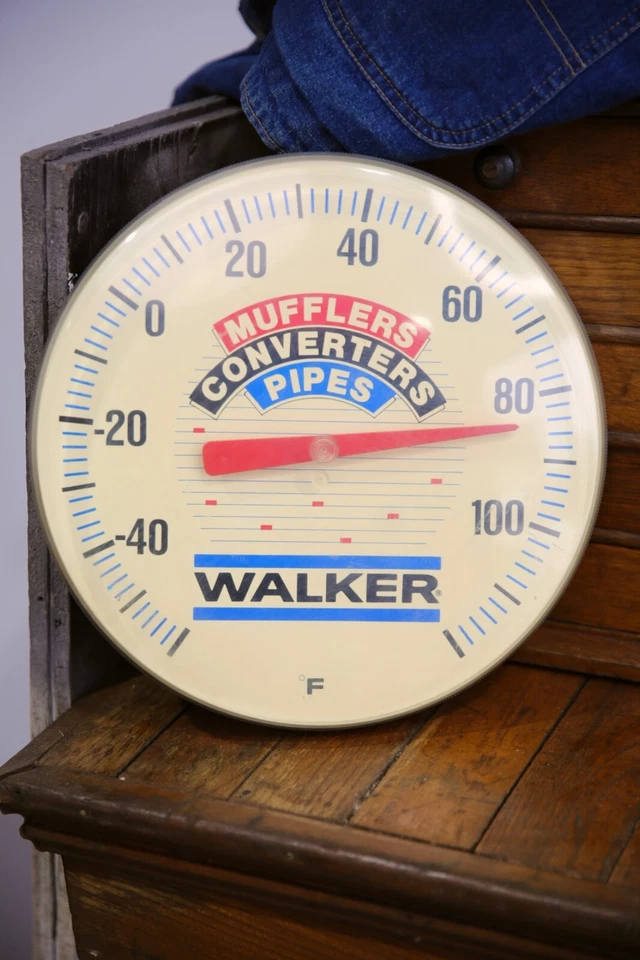 20 40
0 60
-20 80
-40 100
MUFFLERS
CONVERTERS
PIPES
WALKER®
°F